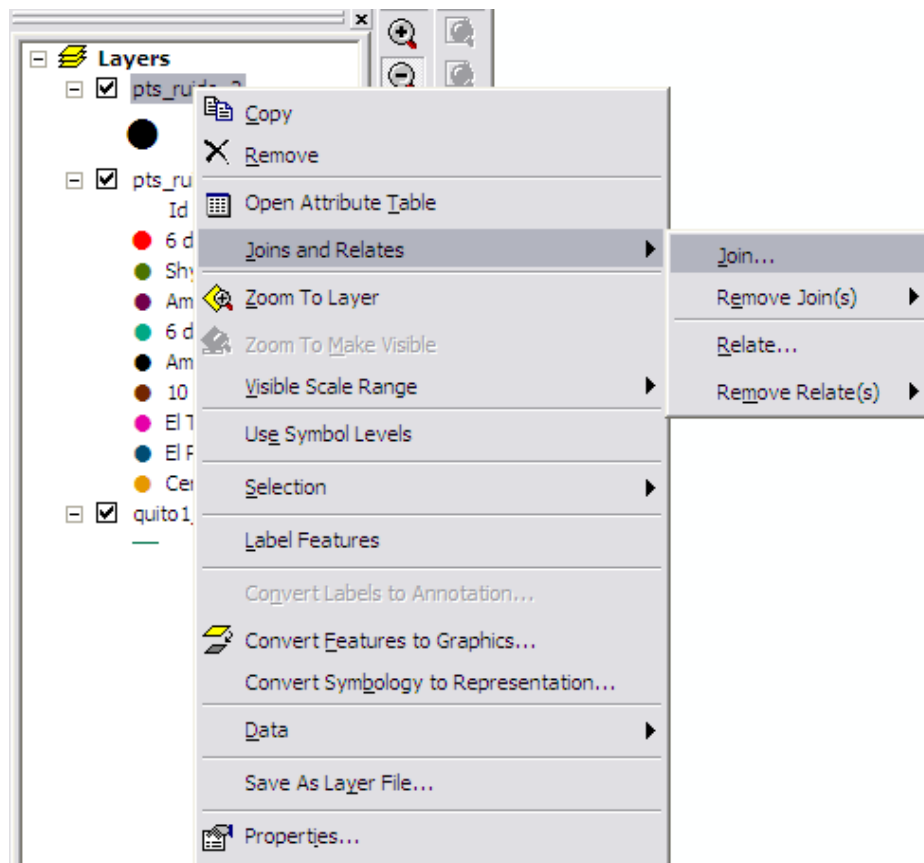 Layers
pts_ruido_2
Copy
Remove
pts_ru
Id
Open Attribute Table
6 d
Joins and Relates
Join...
Shy
Am
Zoom To Layer
Remove Join(s)
6 d
Zoom To Make Visible
Relate...
Am
10
Visible Scale Range
Remove Relate(s)
El T
Use Symbol Levels
El
Cer
Selection
quito1_
Label Features
Convert Labels to Annotation...
Convert Features to Graphics...
Convert Symbology to Representation...
Data
Save As Layer File...
Properties...